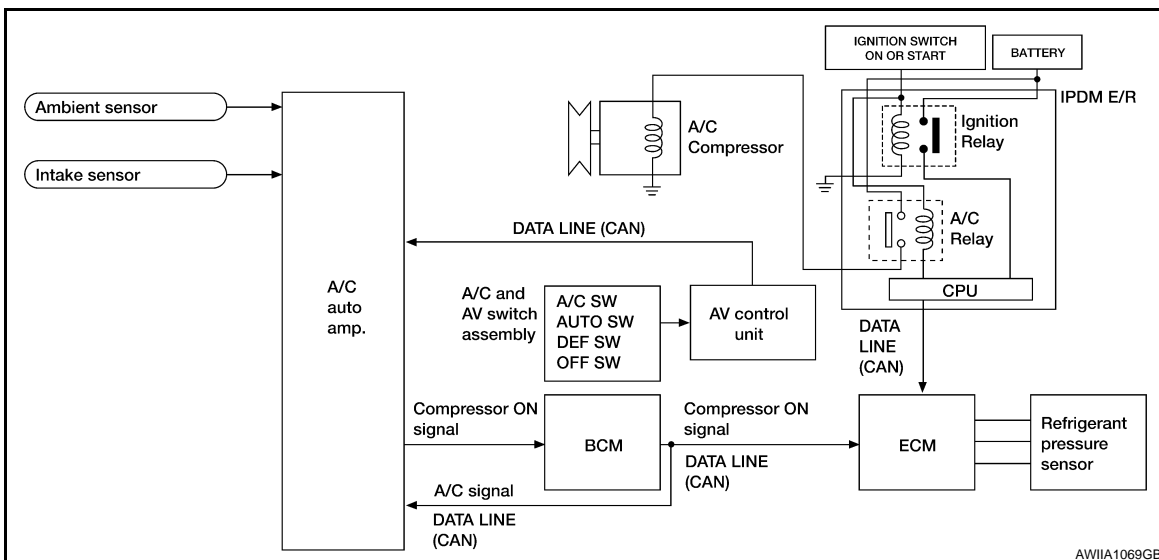 IGNITION SWITCH
ON OR START
BATTERY
IPDM E/R
Ambient sensor
Intake sensor
A/C
Compressor
Ignition
Relay
A/C
Relay
CPU
DATA LINE (CAN)
A/C
auto
amp.
A/C and
AV switch
assembly
A/C SW
AUTO SW
DEF SW
OFF SW
AV control
unit
DATA
LINE
(CAN)
Compressor ON
signal
BCM
Compressor ON
signal
DATA LINE
(CAN)
ECM
Refrigerant
pressure
sensor
A/C signal
DATA LINE
(CAN)
AWIIA1069GB